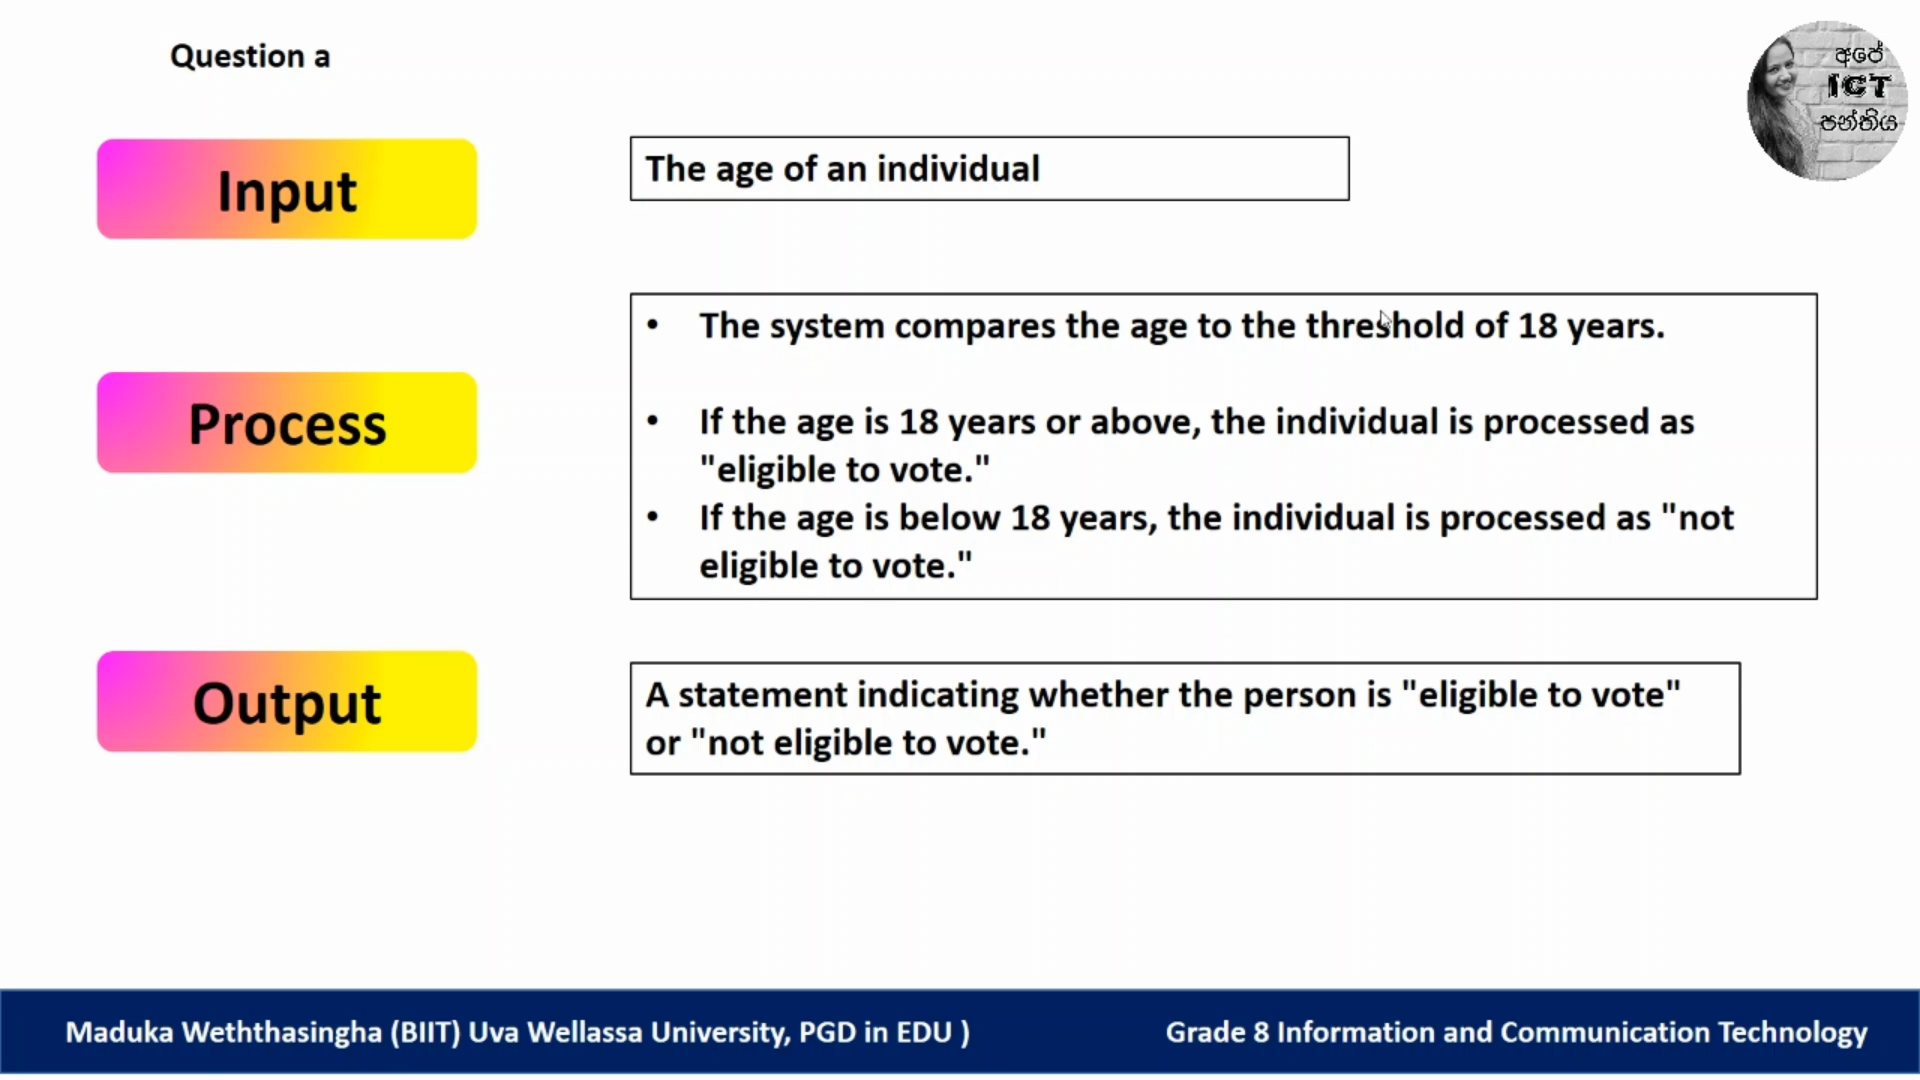 Question a
අපේ
ICT
පන්තිය
Input
The age of an individual
Process
• The system compares the age to the threshold of 18 years.
• If the age is 18 years or above, the individual is processed as
"eligible to vote."
• If the age is below 18 years, the individual is processed as "not
eligible to vote."
Output
A statement indicating whether the person is "eligible to vote"
or "not eligible to vote."
Maduka Weththasingha (BIIT) Uva Wellassa University, PGD in EDU )
Grade 8 Information and Communication Technology